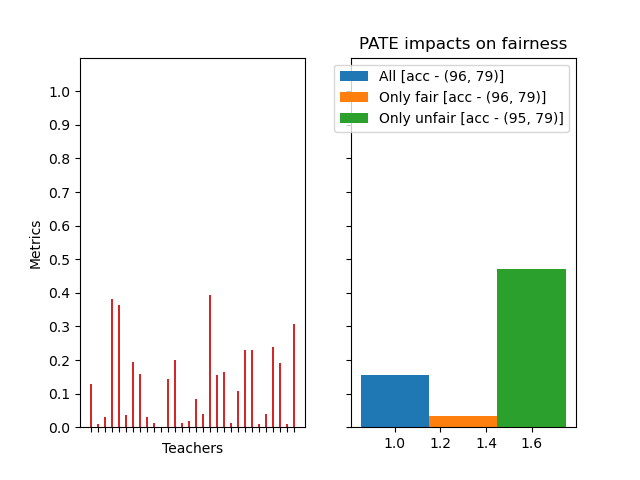 PATE impacts on fairness
All [acc - (96, 79)]
Only fair [acc - (96, 79)]
Only unfair [acc - (95, 79)]
Metrics
1.0
0.9
0.8
0.7
0.6
0.5
0.4
0.3
0.2
0.1
0.0
Teachers
1.0 1.2 1.4 1.6